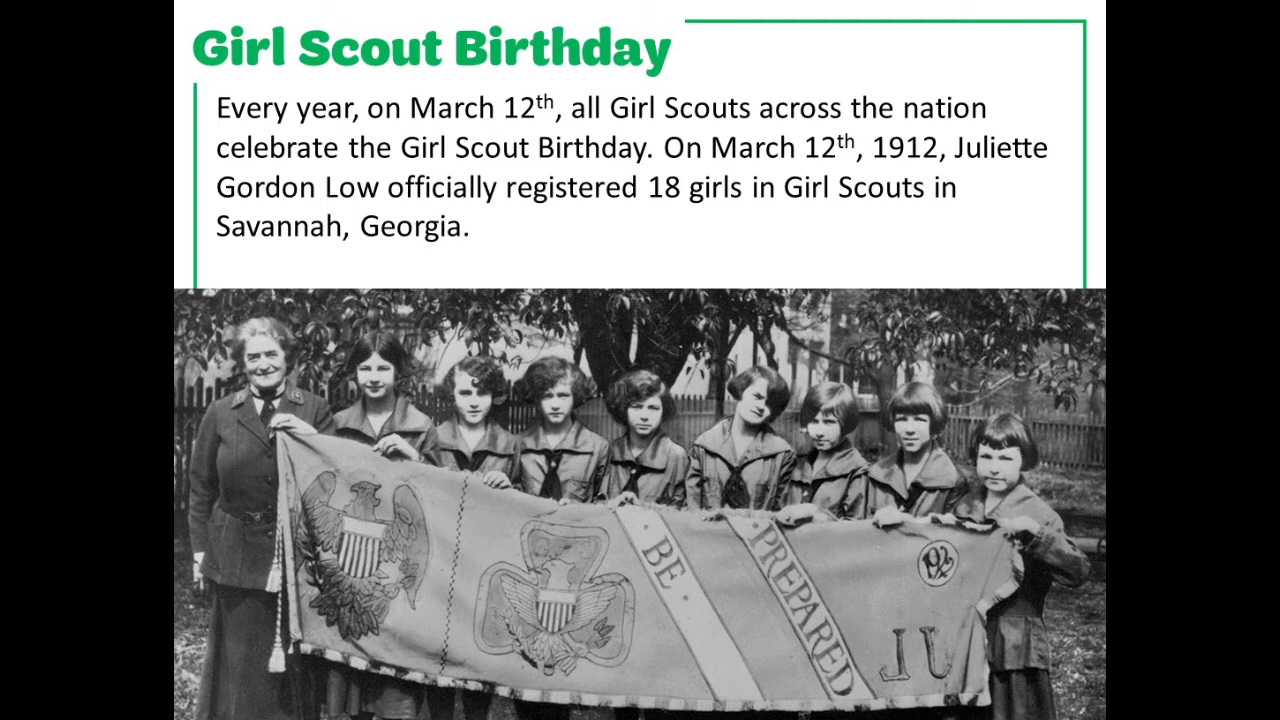 Girl Scout Birthday
Every year, on March 12th, all Girl Scouts across the nation
celebrate the Girl Scout Birthday. On March 12th, 1912, Juliette
Gordon Low officially registered 18 girls in Girl Scouts in
Savannah, Georgia.
BE
PREPARED